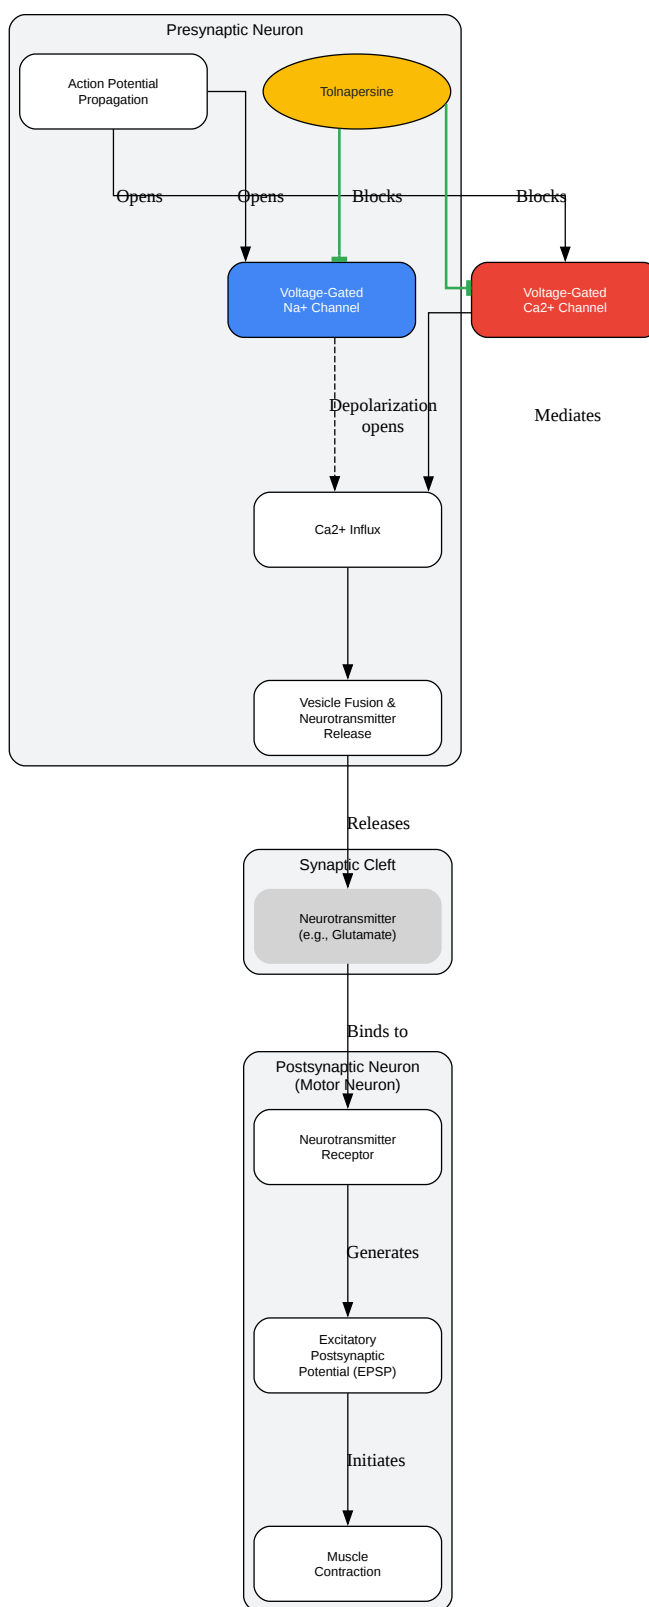 Presynaptic Neuron
Action Potential
Propagation
Tolnapersine
Opens
Opens
Blocks
Blocks
Voltage-Gated
Na+ Channel
Voltage-Gated
Ca2+ Channel
Depolarization
opens
Mediates
Ca2+ Influx
Vesicle Fusion &
Neurotransmitter
Release
Releases
Synaptic Cleft
Neurotransmitter
(e.g., Glutamate)
Binds to
Postsynaptic Neuron
(Motor Neuron)
Neurotransmitter
Receptor
Generates
Excitatory
Postsynaptic
Potential (EPSP)
Initiates
Muscle
Contraction